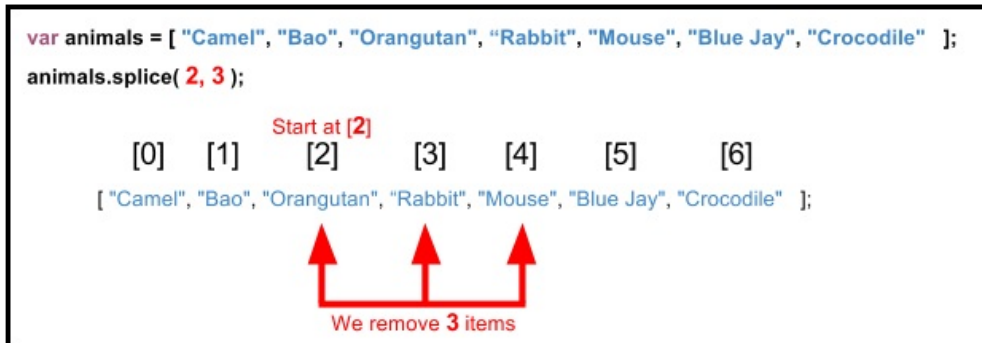 var animals = [ "Camel", "Bao", "Orangutan", “Rabbit", "Mouse", "Blue Jay", "Crocodile" ];
animals.splice( 2, 3 );
Start at [2]
[0] [1] [2] [3] [4] [5] [6]
[ "Camel", "Bao", "Orangutan", “Rabbit", "Mouse", "Blue Jay", "Crocodile" ];
We remove 3 items